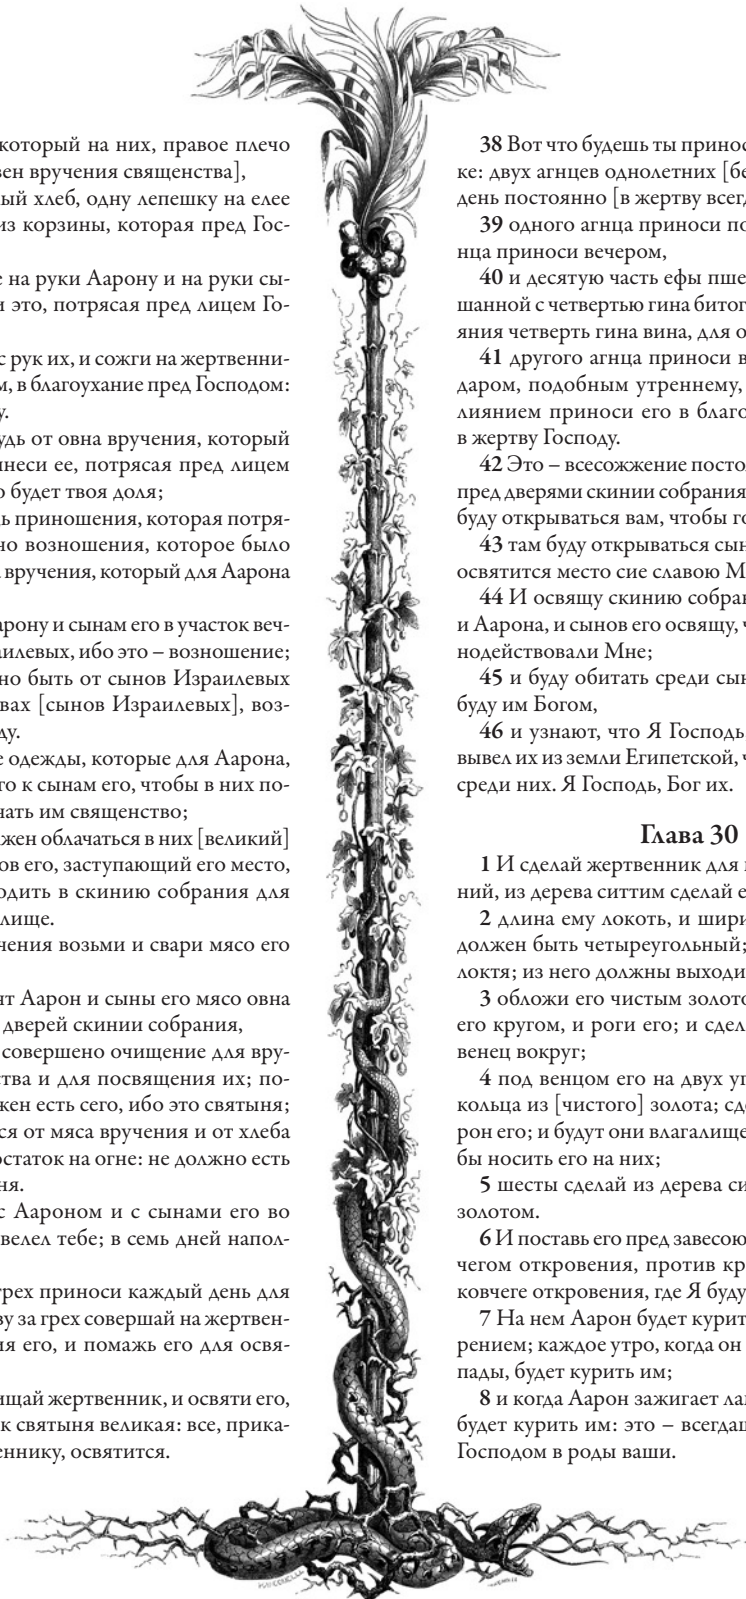 который на них, правое плечо
вен вручения священства],
ный хлеб, одну лепешку на елее
из корзины, которая пред Гос-
е на руки Аарону и на руки сы-
и это, потрясая пред лицем Го-
с рук их, и сожги на жертвенни-
м, в благоухание пред Господом:
у.
удь от овна вручения, который
инеси ее, потрясая пред лицем
о будет твоя доля;
ь приношения, которая потря-
но возношения, которое было
а вручения, который для Аарона
арону и сынам его в участок веч-
аилевых, ибо это – возношение;
но быть от сынов Израилевых
вах [сынов Израилевых], воз-
ду.
е одежды, которые для Аарона,
го к сынам его, чтобы в них по-
чать им священство;
жен облачаться в них [великий]
ов его, заступающий его место,
одить в скинию собрания для
лище.
чения возьми и свари мясо его
ят Аарон и сыны его мясо овна
дверей скинии собрания,
совершено очищение для вру-
ства и для посвящения их; по-
жен есть сего, ибо это святыня;
ся от мяса вручения и от хлеба
остаток на огне: не должно есть
ня.
с Аароном и с сынами его во
велел тебе; в семь дней напол-
грех приноси каждый день для
ву за грех совершай на жертвен-
ия его, и помажь его для освя-
ищай жертвенник, и освяти его,
к святыня великая: все, прика-
еннику, освятится.
38 Вот что будешь ты принос
ке: двух агнцев однолетних [бе
день постоянно [в жертву всегд
39 одного агнца приноси по
нца приноси вечером,
40 и десятую часть ефы пше
шанной с четвертью гина битог
яния четверть гина вина, для о
41 другого агнца приноси в
даром, подобным утреннему,
лиянием приноси его в благо
в жертву Господу.
42 Это – всесожжение постоя
пред дверями скинии собрания
буду открываться вам, чтобы го
43 там буду открываться сын
освятится место сие славою М
44 И освящу скинию собран
и Аарона, и сынов его освящу, ч
нодействовали Мне;
45 и буду обитать среди сын
буду им Богом,
46 и узнают, что Я Господь
вывел их из земли Египетской, ч
среди них. Я Господь, Бог их.
Глава 30
1 И сделай жертвенник для
ний, из дерева ситтим сделай е
2 длина ему локоть, и шири
должен быть четыреугольный;
локтя; из него должны выходи
3 обложи его чистым золото
его кругом, и роги его; и сдел
венец вокруг;
4 под венцом его на двух уг
кольца из [чистого] золота; сд
рон его; и будут они влагалище
бы носить его на них;
5 шесты сделай из дерева си
золотом.
6 И поставь его пред завесою
чегом откровения, против кр
ковчеге откровения, где Я буду
7 На нем Аарон будет курит
рением; каждое утро, когда он
пады, будет курить им;
8 и когда Аарон зажигает ла
будет курить им: это – всегдаш
Господом в роды ваши.